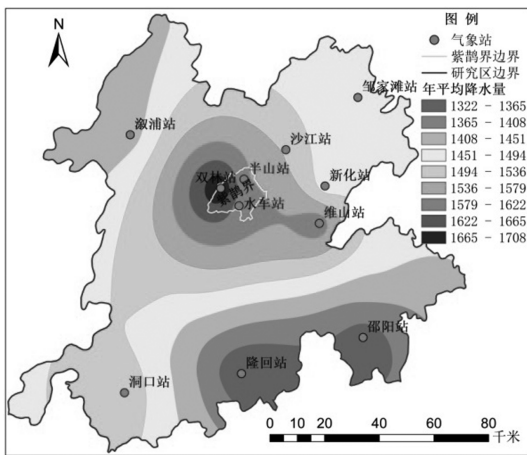 N
图 例
气象站
紫鹊界边界
研究区边界
年平均降水量
1322 - 1365
1365 - 1408
1408 - 1451
1451 - 1494
1494 - 1536
1536 - 1579
1579 - 1622
1622 - 1665
1665 - 1708
邹家滩站
溆浦站
沙江站
双林站
半山站
新化站
紫鹊界
水车站
维山站
邵阳站
隆回站
洞口站
0 10 20 40 60 80
千米